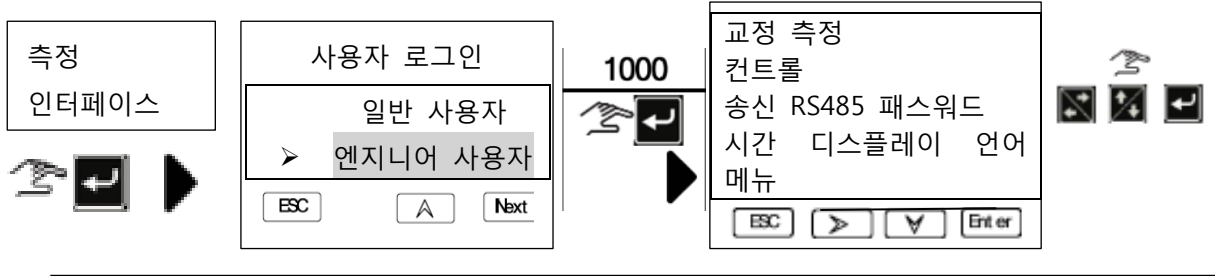 측정
인터페이스
사용자 로그인
일반 사용자
➢ 엔지니어 사용자
ESC
Next
1000
교정 측정
컨트롤
송신 RS485 패스워드
시간 디스플레이 언어
메뉴
ESC
Enter